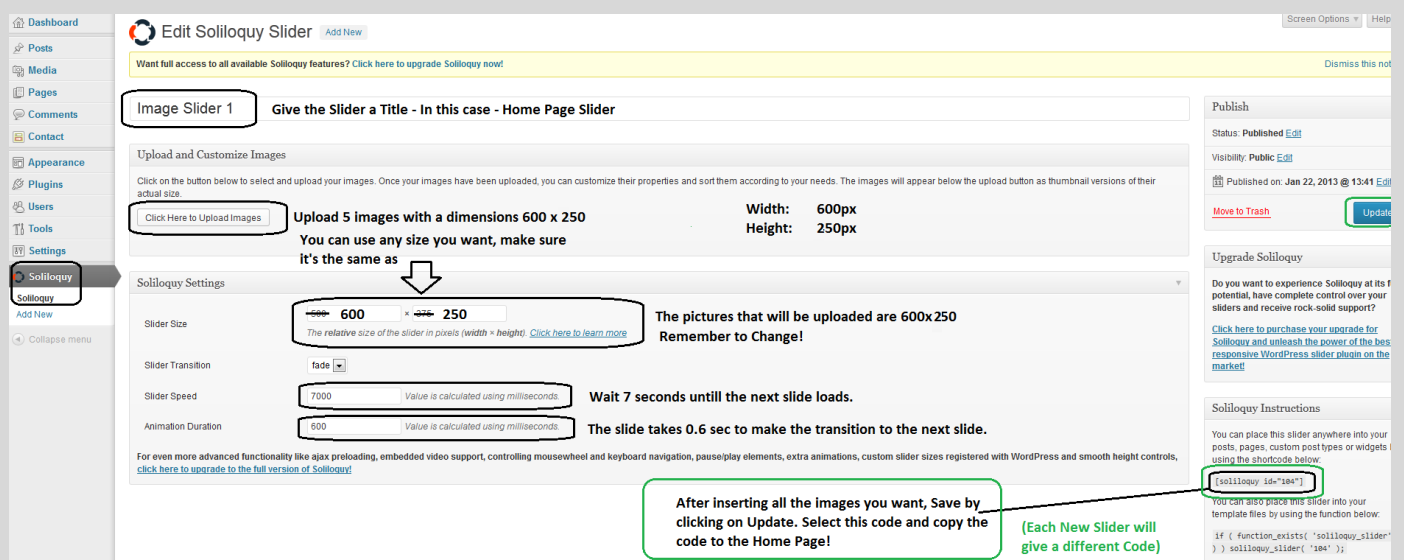 Dashboard
Posts
Media
Pages
Comments
Contact
Appearance
Plugins
Users
Tools
Settings
Soliloquy
Soliloquy
Add New
Collapse menu
Screen Options
Help
Edit Soliloquy Slider Add New
Want full access to all available Soliloquy features? Click here to upgrade Soliloquy now!
Dismiss this not
Image Slider 1
Give the Slider a Title - In this case - Home Page Slider
Upload and Customize Images
Click on the button below to select and upload your images. Once your images have been uploaded, you can customize their properties and sort them according to your needs. The images will appear below the upload button as thumbnail versions of their
actual size.
Click Here to Upload Images
Upload 5 images with a dimensions 600 x 250
You can use any size you want, make sure
it's the same as
Width: 600px
Height: 250px
Soliloquy Settings
Slider Size
500 600 × 375 250
The relative size of the slider in pixels (width × height). Click here to learn more
The pictures that will be uploaded are 600x250
Remember to Change!
Slider Transition
fade
Slider Speed
7000 Value is calculated using milliseconds.
Wait 7 seconds untill the next slide loads.
Animation Duration
600 Value is calculated using milliseconds.
The slide takes 0.6 sec to make the transition to the next slide.
For even more advanced functionality like ajax preloading, embedded video support, controlling mousewheel and keyboard navigation, pause/play elements, extra animations, custom slider sizes registered with WordPress and smooth height controls,
click here to upgrade to the full version of Soliloquy!
After inserting all the images you want, Save by
clicking on Update. Select this code and copy the
code to the Home Page!
(Each New Slider will
give a different Code)
Publish
Status: Published Edit
Visibility: Public Edit
Published on: Jan 22, 2013 @ 13:41 Edit
Move to Trash
Update
Upgrade Soliloquy
Do you want to experience Soliloquy at its f
potential, have complete control over your
sliders and receive rock-solid support?
Click here to purchase your upgrade for
Soliloquy and unleash the power of the bes
responsive WordPress slider plugin on the
market!
Soliloquy Instructions
You can place this slider anywhere into your
posts, pages, custom post types or widgets
using the shortcode below:
[soliloquy id="104"]
You can also place this slider into your
template files by using the function below:
if ( function_exists( 'soliloquy_slider'
) ) soliloquy_slider( '104' );